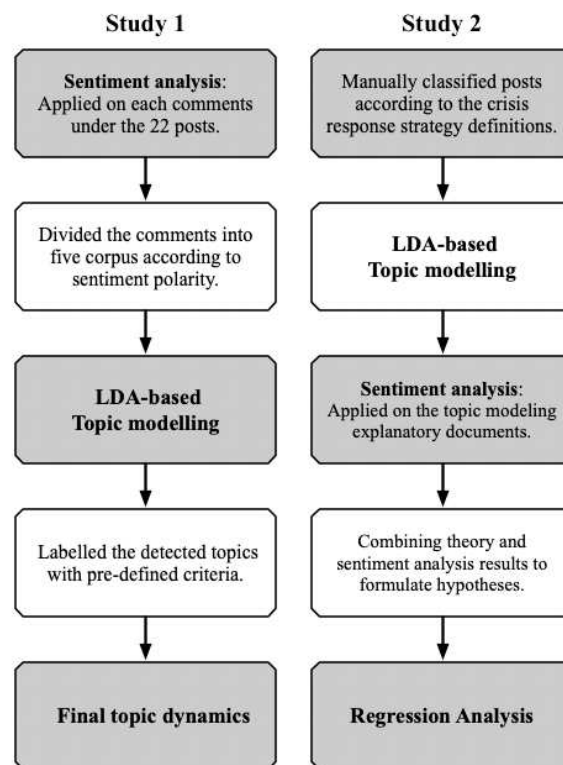 Study 1
Sentiment analysis:
Applied on each comments
under the 22 posts.
Divided the comments into
five corpus according to
sentiment polarity.
LDA-based
Topic modelling
Labelled the detected topics
with pre-defined criteria.
Final topic dynamics
Study 2
Manually classified posts
according to the crisis
response strategy definitions.
LDA-based
Topic modelling
Sentiment analysis:
Applied on the topic modeling
explanatory documents.
Combining theory and
sentiment analysis results to
formulate hypotheses.
Regression Analysis